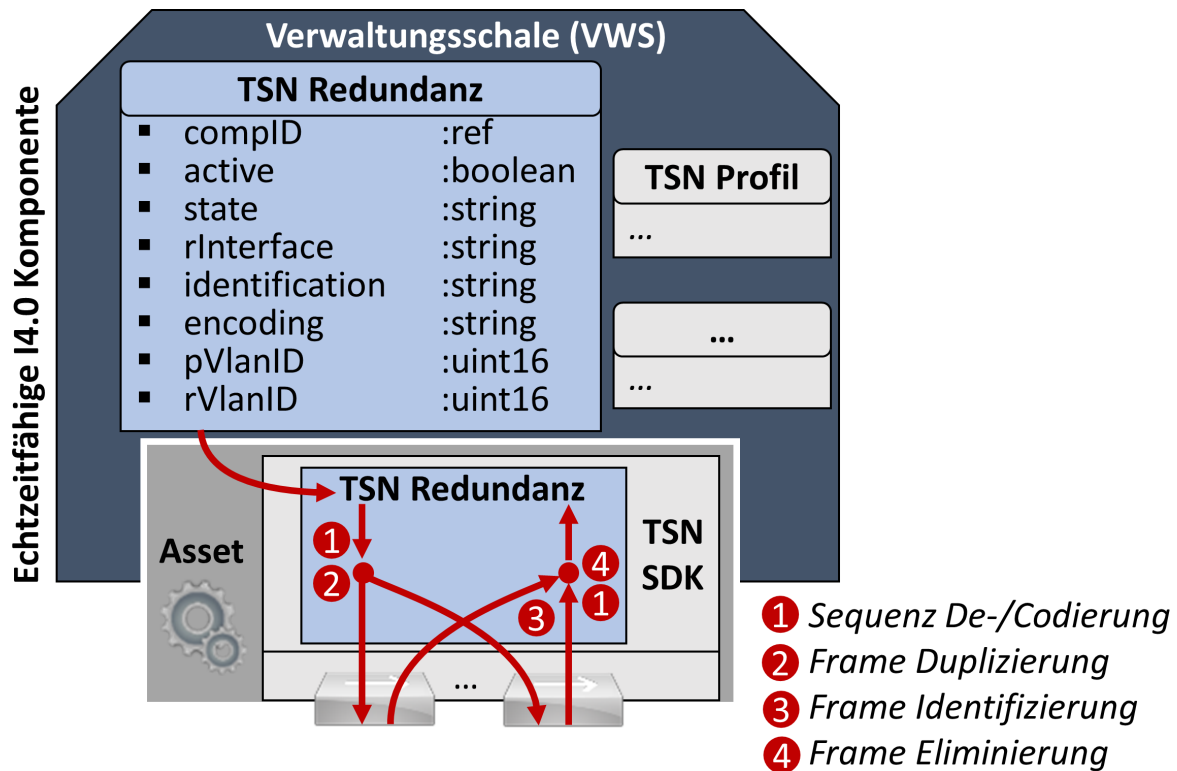 Verwaltungsschale (VWS)
Echtzeitfähige I4.0 Komponente
TSN Redundanz
▪ compID :ref
▪ active :boolean
▪ state :string
▪ rInterface :string
▪ identification :string
▪ encoding :string
▪ pVlanID :uint16
▪ rVlanID :uint16
TSN Profil
...
...
...
Asset
TSN Redundanz
TSN
SDK
1
2
3
4
1
...
1 Sequenz De-/Codierung
2 Frame Duplizierung
3 Frame Identifizierung
4 Frame Eliminierung